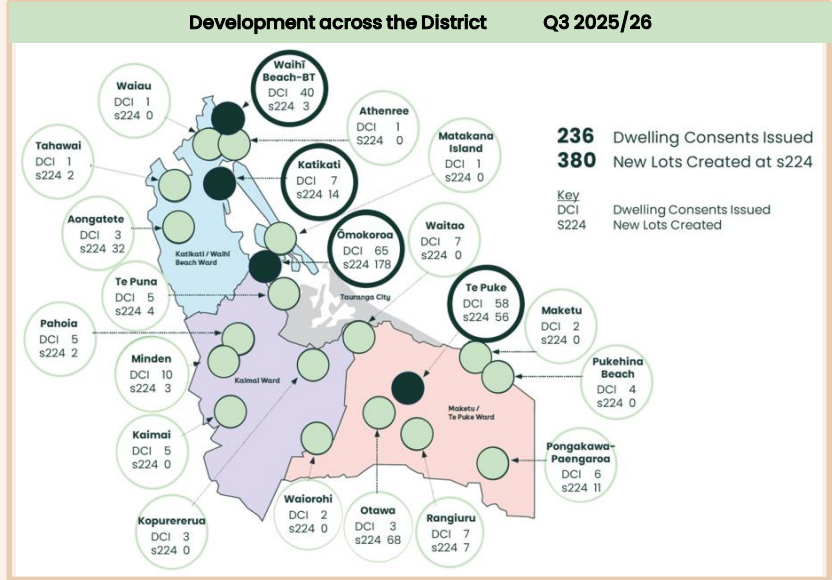 Development across the District Q3 2025/26
Waihī
Beach-BT
DCI 40
s224 3
Waiau
DCI 1
s224 0
Athenree
DCI 1
S224 0
Matakana
Island
DCI 1
s224 0
236 Dwelling Consents Issued
380 New Lots Created at s224
Key
DCI Dwelling Consents Issued
S224 New Lots Created
Tahawai
DCI 1
s224 2
Katikati
DCI 7
s224 14
Aongatete
DCI 3
s224 32
Katikati / Waihī
Beach Ward
Ōmokoroa
DCI 65
s224 178
Waitao
DCI 7
s224 0
Te Puna
DCI 5
s224 4
Tauranga City
Te Puke
DCI 58
s224 56
Maketu
DCI 2
s224 0
Pahoia
DCI 5
s224 2
Minden
DCI 10
s224 3
Kaimai Ward
Pukehina
Beach
DCI 4
s224 0
Maketu /
Te Puke Ward
Kaimai
DCI 5
s224 0
Pongakawa-
Paengaroa
DCI 6
s224 11
Kopurererua
DCI 3
s224 0
Waiorohi
DCI 2
s224 0
Otawa
DCI 3
s224 68
Rangiuru
DCI 7
s224 7